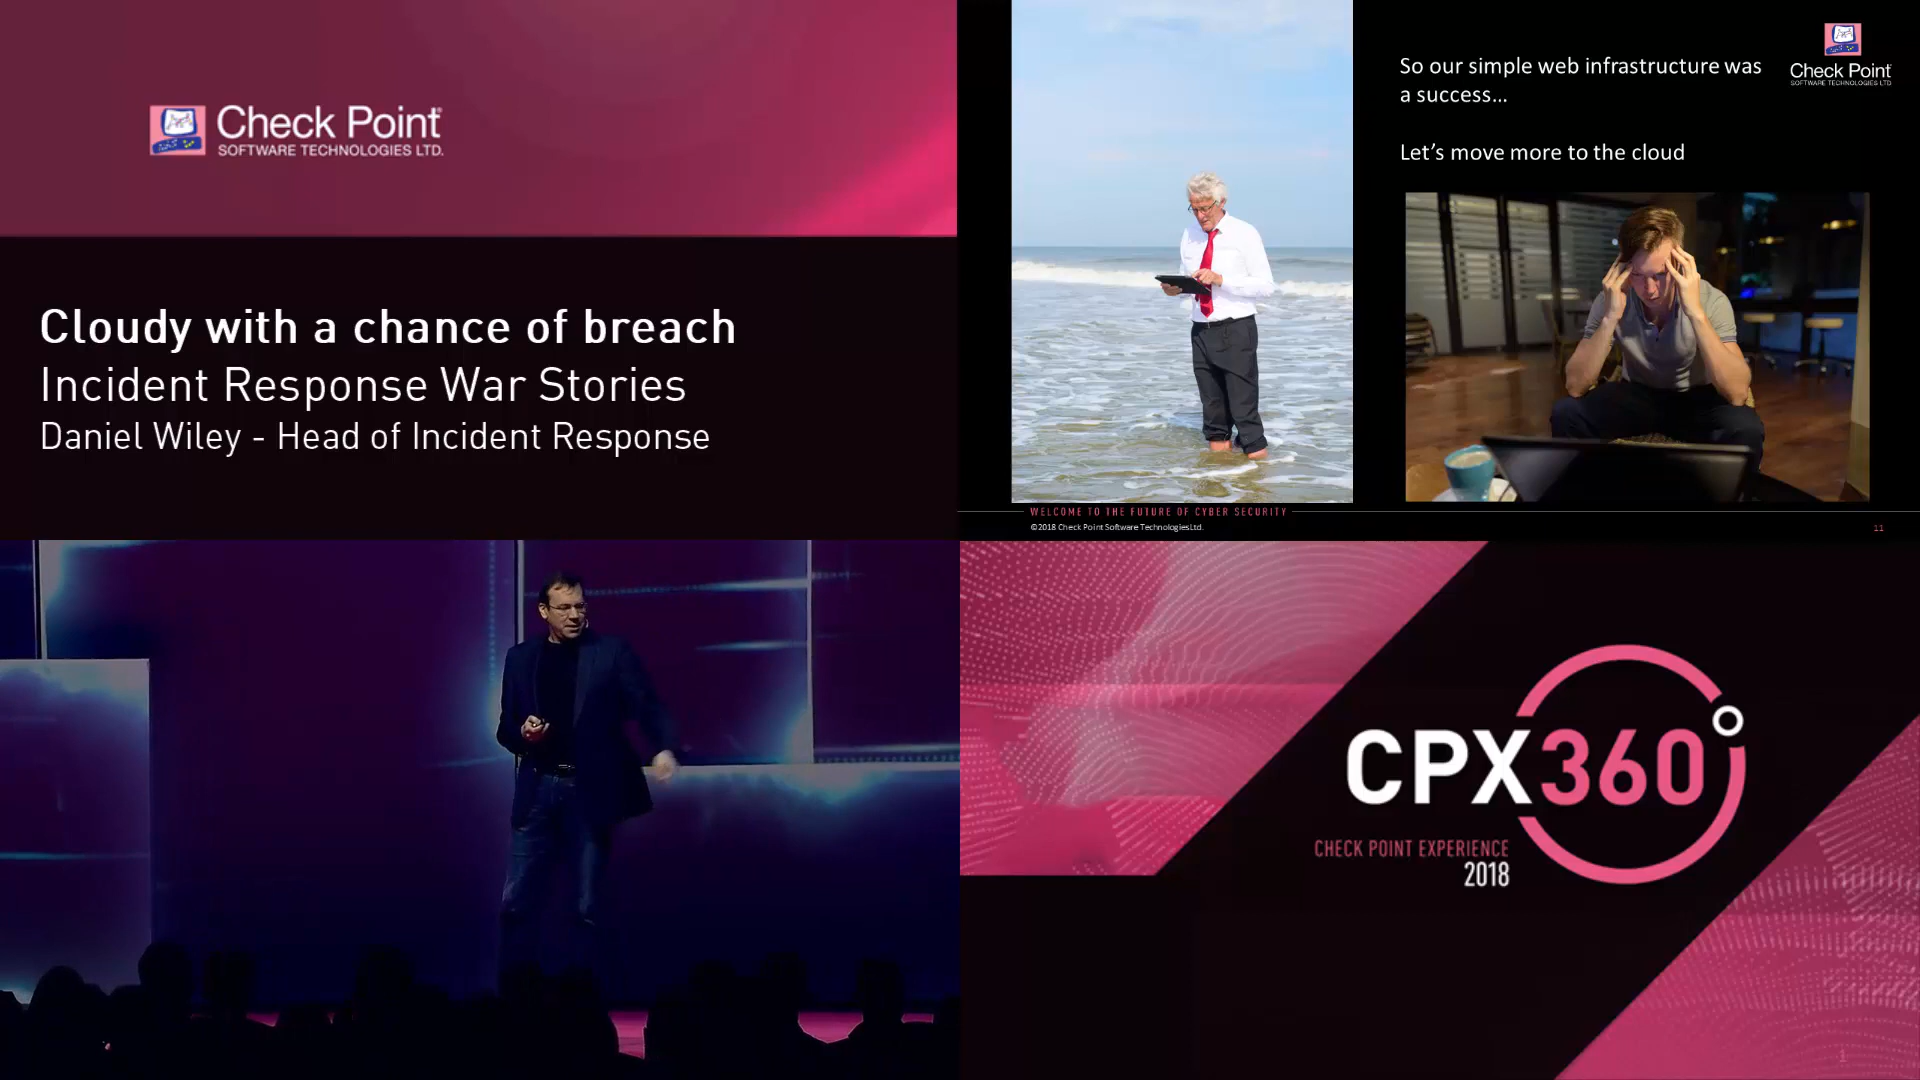 Check Point
SOFTWARE TECHNOLOGIES LTD.
Cloudy with a chance of breach
Incident Response War Stories
Daniel Wiley - Head of Incident Response
So our simple web infrastructure was
a success...
Let’s move more to the cloud
Check Point
SOFTWARE TECHNOLOGIES LTD
WELCOME TO THE FUTURE OF CYBER SECURITY
©2018 Check Point Software Technologies Ltd.
11
CPX360°
CHECK POINT EXPERIENCE
2018
1